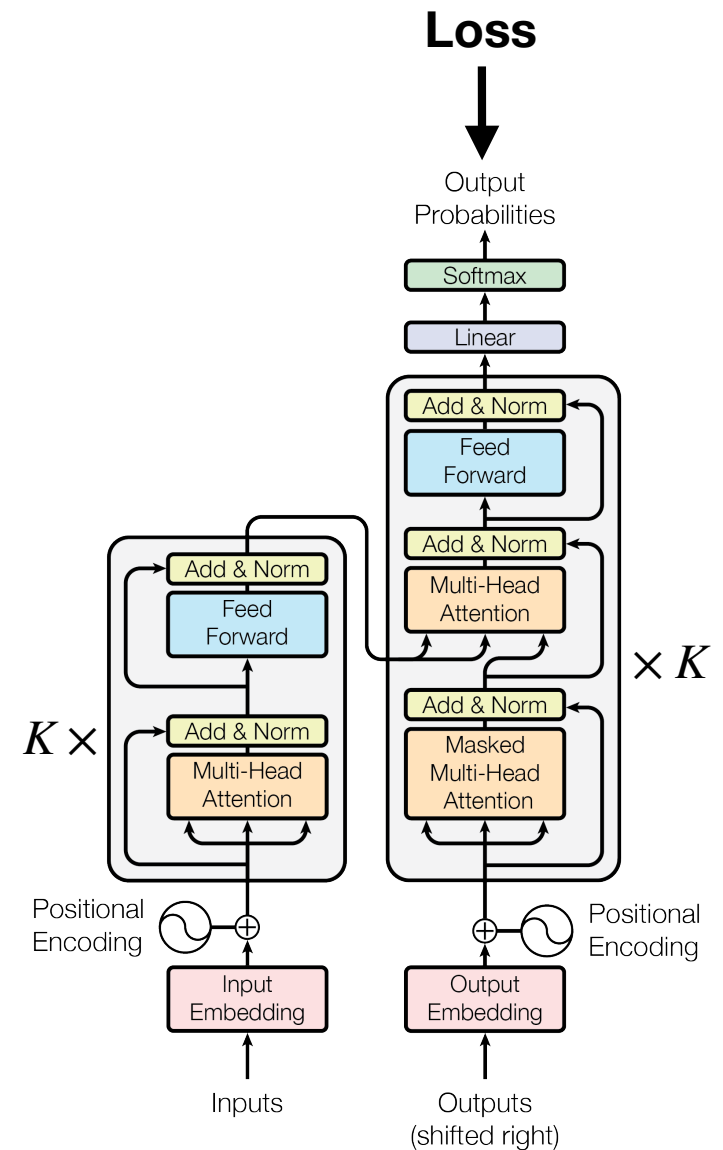 Loss
Output
Probabilities
Softmax
Linear
Add & Norm
Feed
Forward
Add & Norm
Multi-Head
Attention
× K
Add & Norm
Masked
Multi-Head
Attention
Add & Norm
Feed
Forward
K ×
Add & Norm
Multi-Head
Attention
Positional
Encoding
Positional
Encoding
Input
Embedding
Output
Embedding
Inputs
Outputs
(shifted right)